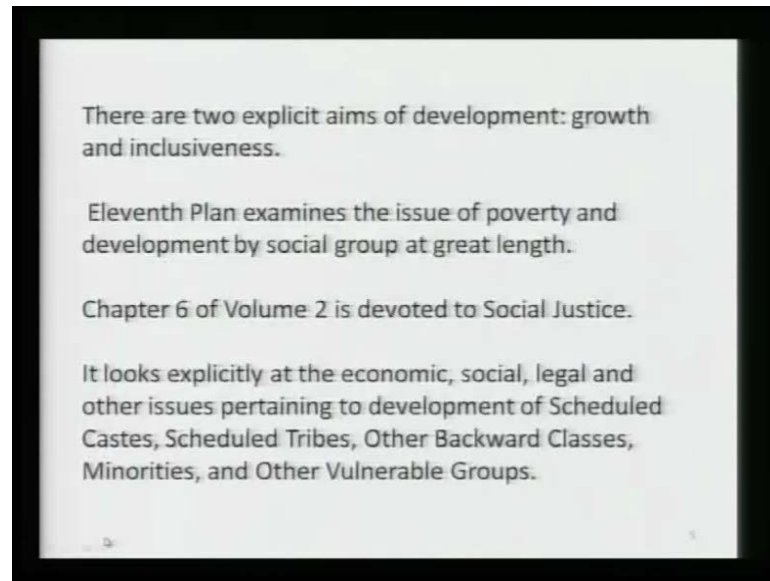 There are two explicit aims of development: growth
and inclusiveness.
Eleventh Plan examines the issue of poverty and
development by social group at great length.
Chapter 6 of Volume 2 is devoted to Social Justice.
It looks explicitly at the economic, social, legal and
other issues pertaining to development of Scheduled
Castes, Scheduled Tribes, Other Backward Classes,
Minorities, and Other Vulnerable Groups.